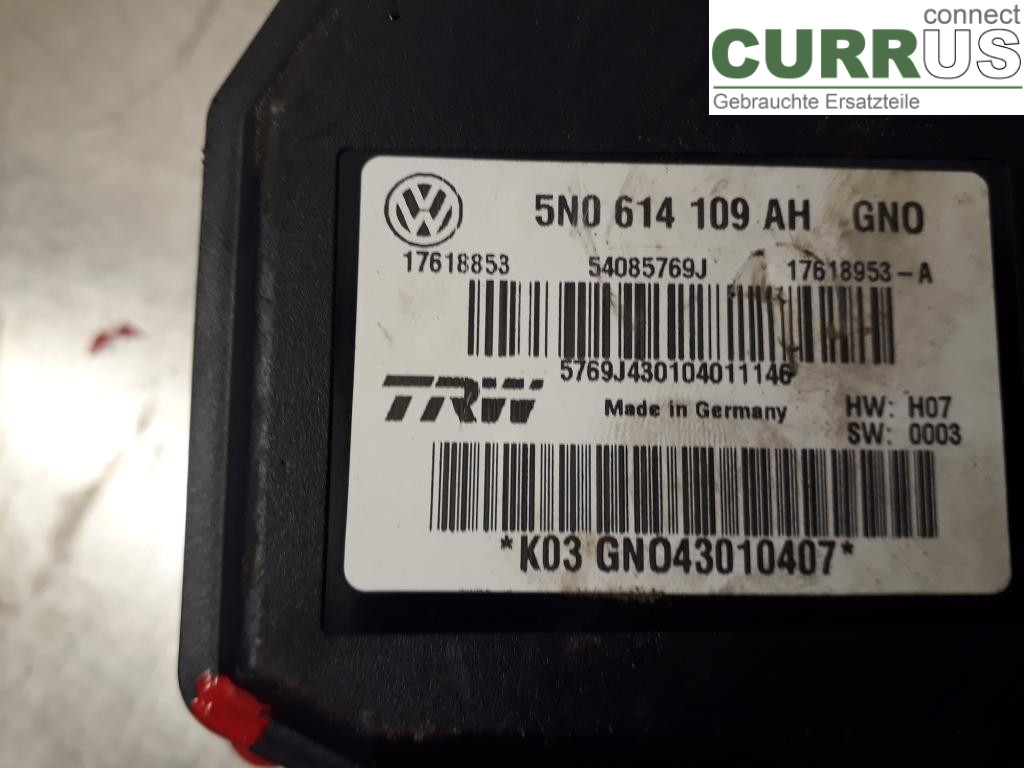 connect
CURRUS
Gebrauchte Ersatzteile
VW
5N0 614 109 AH GNO
17618853 54085769J 17618953-A
5769J430104011146
TRW Made in Germany HW: H07
SW: 0003
*K03 GNO43010407*